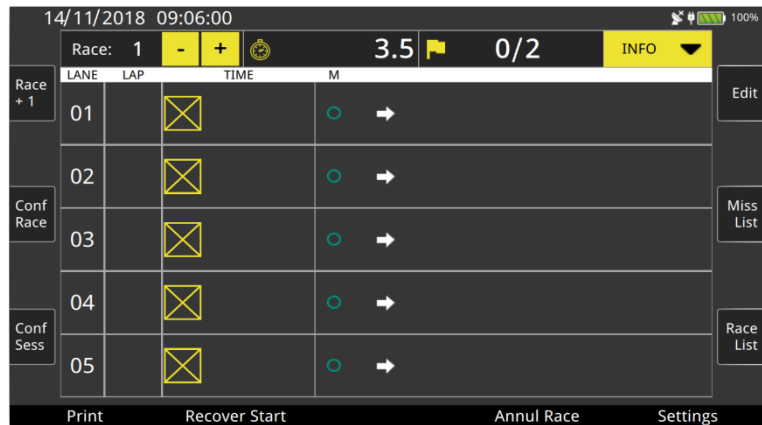 14/11/2018 09:06:00 100%
Race: 1 - + 3.5 0/2 INFO
LANE LAP TIME M
Race
+ 1
Edit
01
02
Conf
Race
Miss
List
03
04
Conf
Sess
Race
List
05
Print Recover Start Annul Race Settings